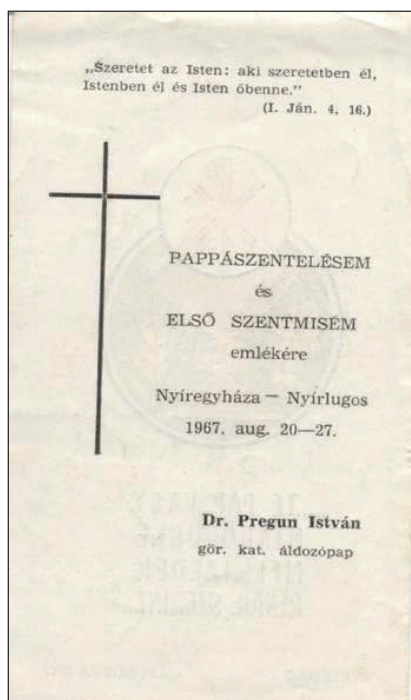 „Szeretet az Isten: aki szeretetben él,
Istenben él és Isten őbenne.”
(I. Ján. 4, 16.)
PAPPÁSZENTELÉSEM
és
ELSŐ SZENTMISÉM
emlékére
Nyíregyháza — Nyírlugos
1967. aug. 20—27.
Dr. Pregun István
gör. kat. áldozópap